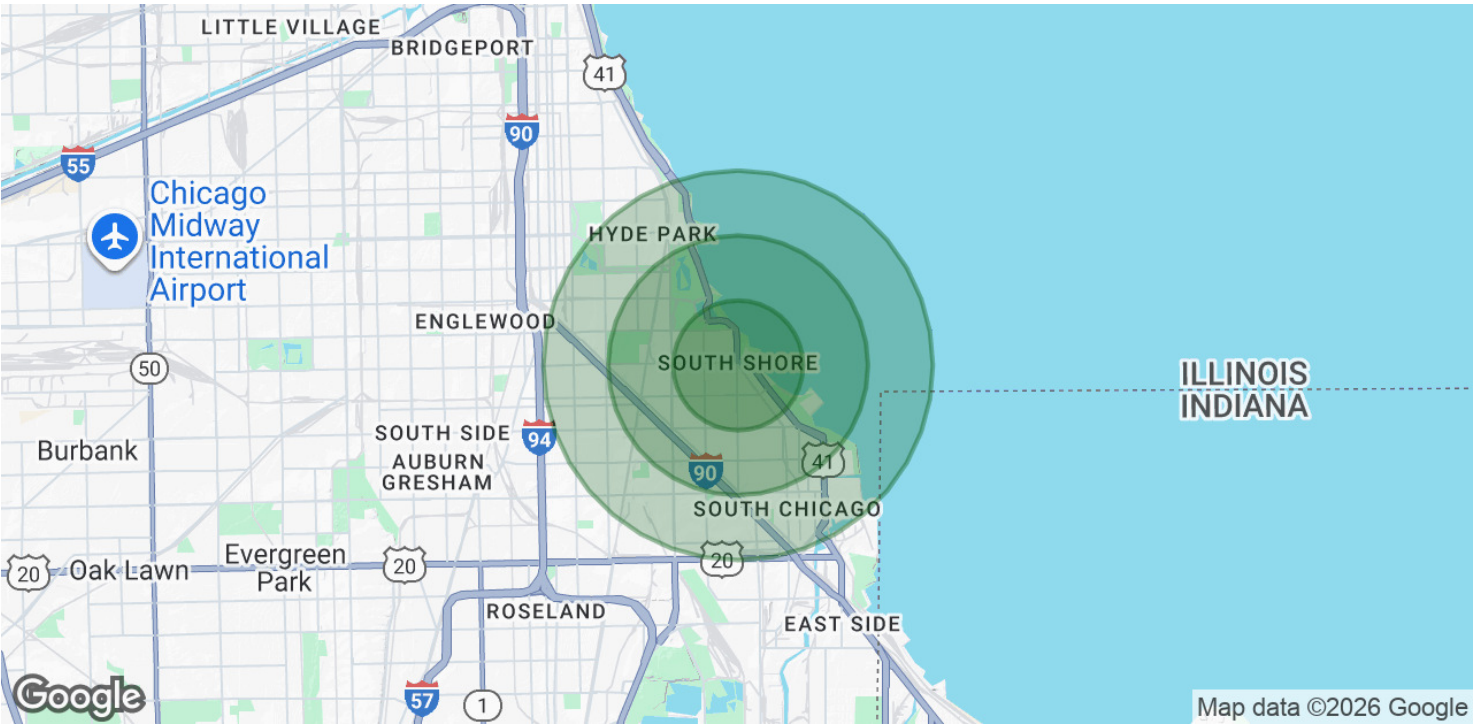 LITTLE VILLAGE
BRIDGEPORT
41
90
55
Chicago
Midway
International
Airport
HYDE PARK
ENGLEWOOD
SOUTH SHORE
50
ILLINOIS
INDIANA
SOUTH SIDE
94
Burbank
AUBURN
GRESHAM
90
41
SOUTH CHICAGO
20
Oak Lawn
Evergreen
Park
20
20
ROSELAND
EAST SIDE
Google
57
1
Map data ©2026 Google